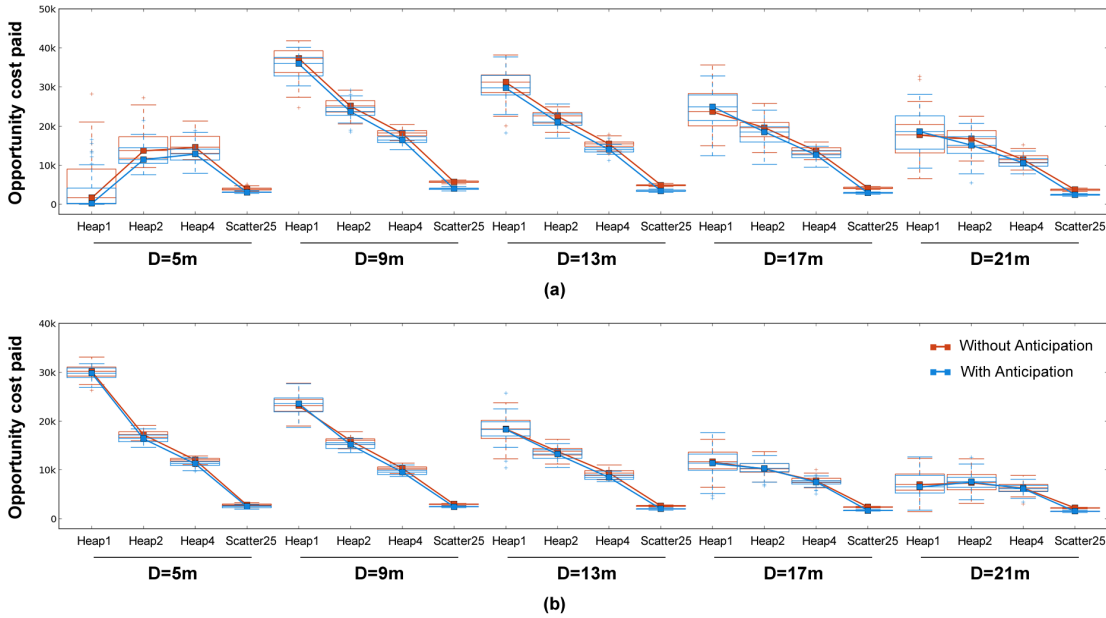 Opportunity cost paid
50k
40k
30k
20k
10k
0
Heap1 Heap2 Heap4 Scatter25 Heap1 Heap2 Heap4 Scatter25 Heap1 Heap2 Heap4 Scatter25 Heap1 Heap2 Heap4 Scatter25 Heap1 Heap2 Heap4 Scatter25
D=5m D=9m D=13m D=17m D=21m
(a)
Opportunity cost paid
40k
30k
20k
10k
0
Without Anticipation
With Anticipation
Heap1 Heap2 Heap4 Scatter25 Heap1 Heap2 Heap4 Scatter25 Heap1 Heap2 Heap4 Scatter25 Heap1 Heap2 Heap4 Scatter25 Heap1 Heap2 Heap4 Scatter25
D=5m D=9m D=13m D=17m D=21m
(b)